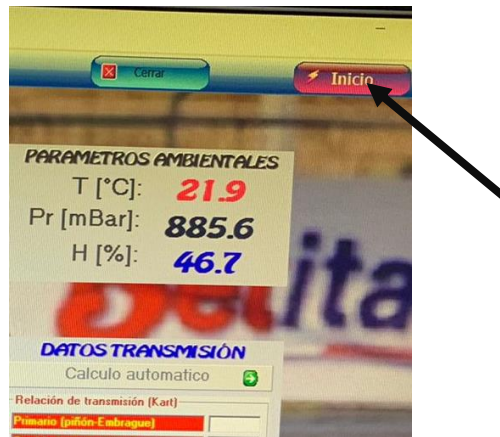 Cerrar
Inicio
PARAMETROS AMBIENTALES
T [°C]: 21.9
Pr [mBar]: 885.6
H [%]: 46.7
DATOS TRANSMISIÓN
Calculo automatico
Relación de transmisión (Kart)
Primario (piñón-Embrague)